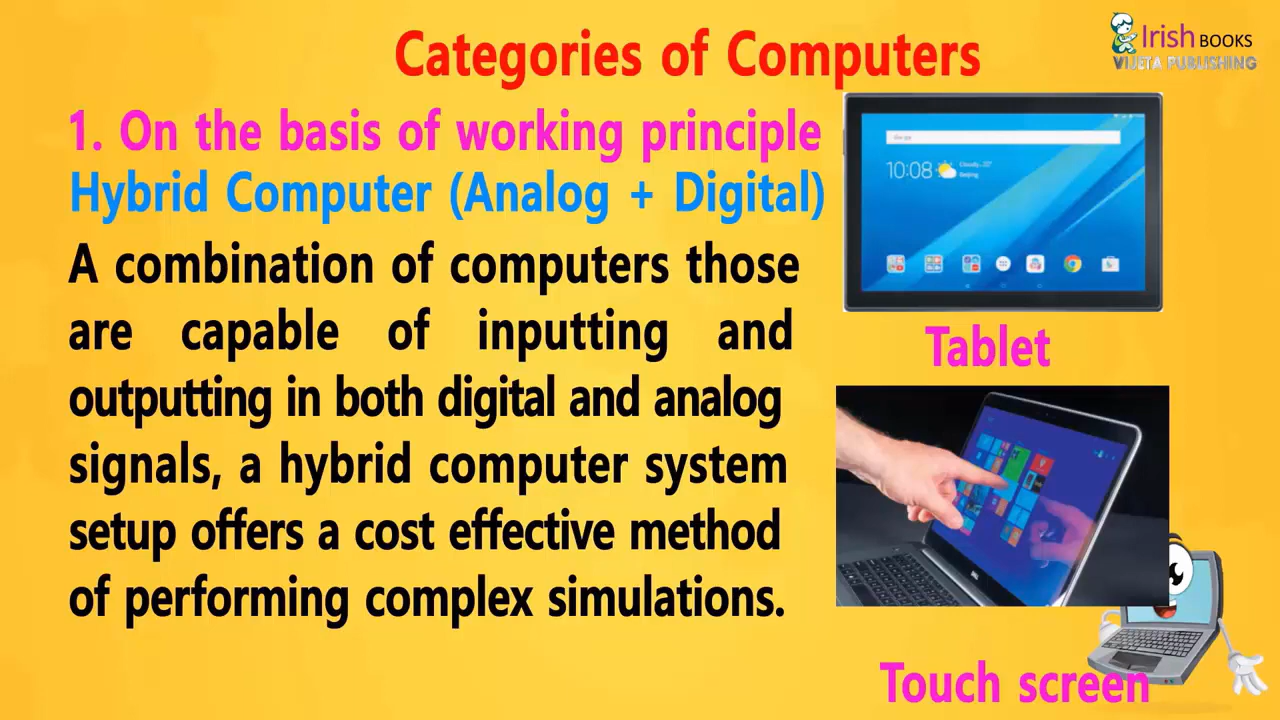 Categories of Computers
Irish BOOKS
VIJETA PUBLISHING
1. On the basis of working principle
Hybrid Computer (Analog + Digital)
A combination of computers those
are capable of inputting and
outputting in both digital and analog
signals, a hybrid computer system
setup offers a cost effective method
of performing complex simulations.
10:08
Tablet
Touch screen